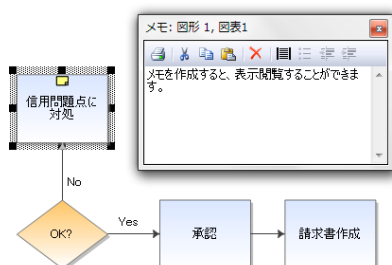 メモ: 図形 1, 図表1
メモを作成すると、表示閲覧することができま
す。
信用問題点に
対処
No
OK?
Yes
承認
請求書作成